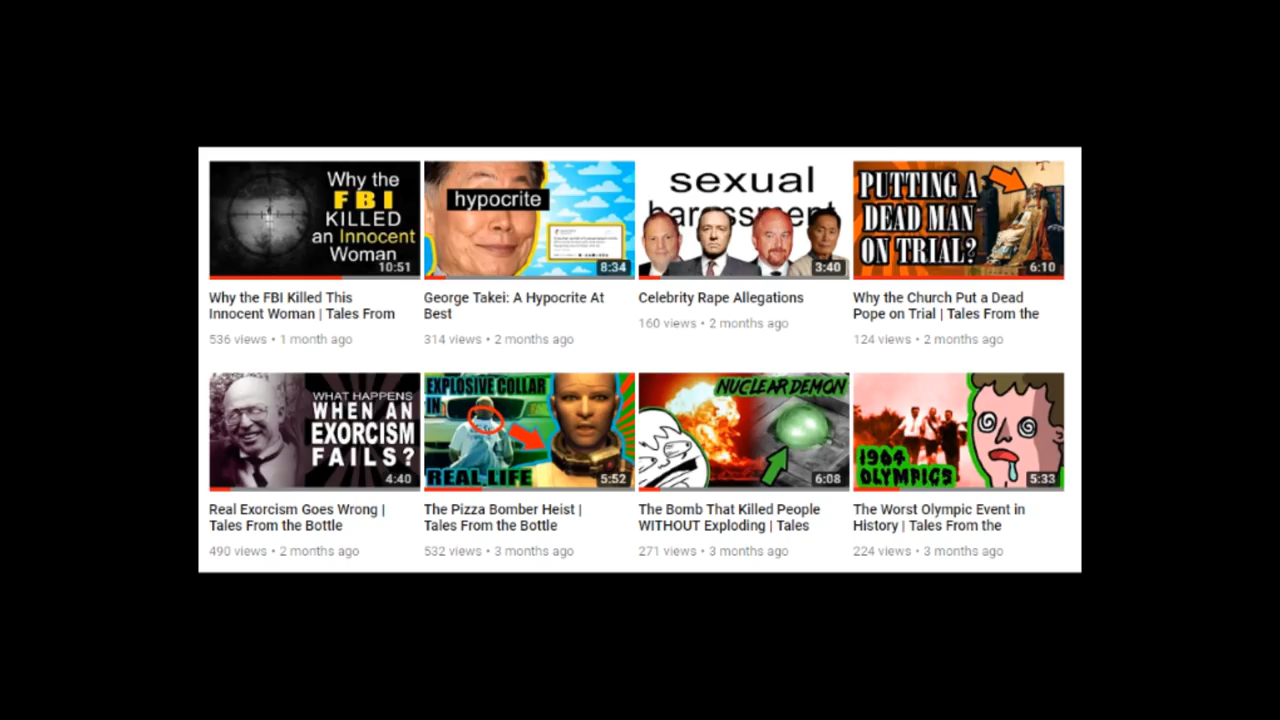 Why the
FBI
KILLED
an Innocent
Woman
10:51
Why the FBI Killed This
Innocent Woman | Tales From
536 views • 1 month ago
hypocrite
8:34
George Takei: A Hypocrite At
Best
314 views • 2 months ago
sexual
harassment
3:40
Celebrity Rape Allegations
160 views • 2 months ago
PUTTING A
DEAD MAN
ON TRIAL?
6:10
Why the Church Put a Dead
Pope on Trial | Tales From the
124 views • 2 months ago
WHAT HAPPENS
WHEN AN
EXORCISM
FAILS?
4:40
Real Exorcism Goes Wrong |
Tales From the Bottle
490 views • 2 months ago
EXPLOSIVE COLLAR
IN
REAL LIFE
5:52
The Pizza Bomber Heist |
Tales From the Bottle
532 views • 3 months ago
NUCLEAR DEMON
6:08
The Bomb That Killed People
WITHOUT Exploding | Tales
271 views • 3 months ago
1904
OLYMPICS
5:33
The Worst Olympic Event in
History | Tales From the
224 views • 3 months ago